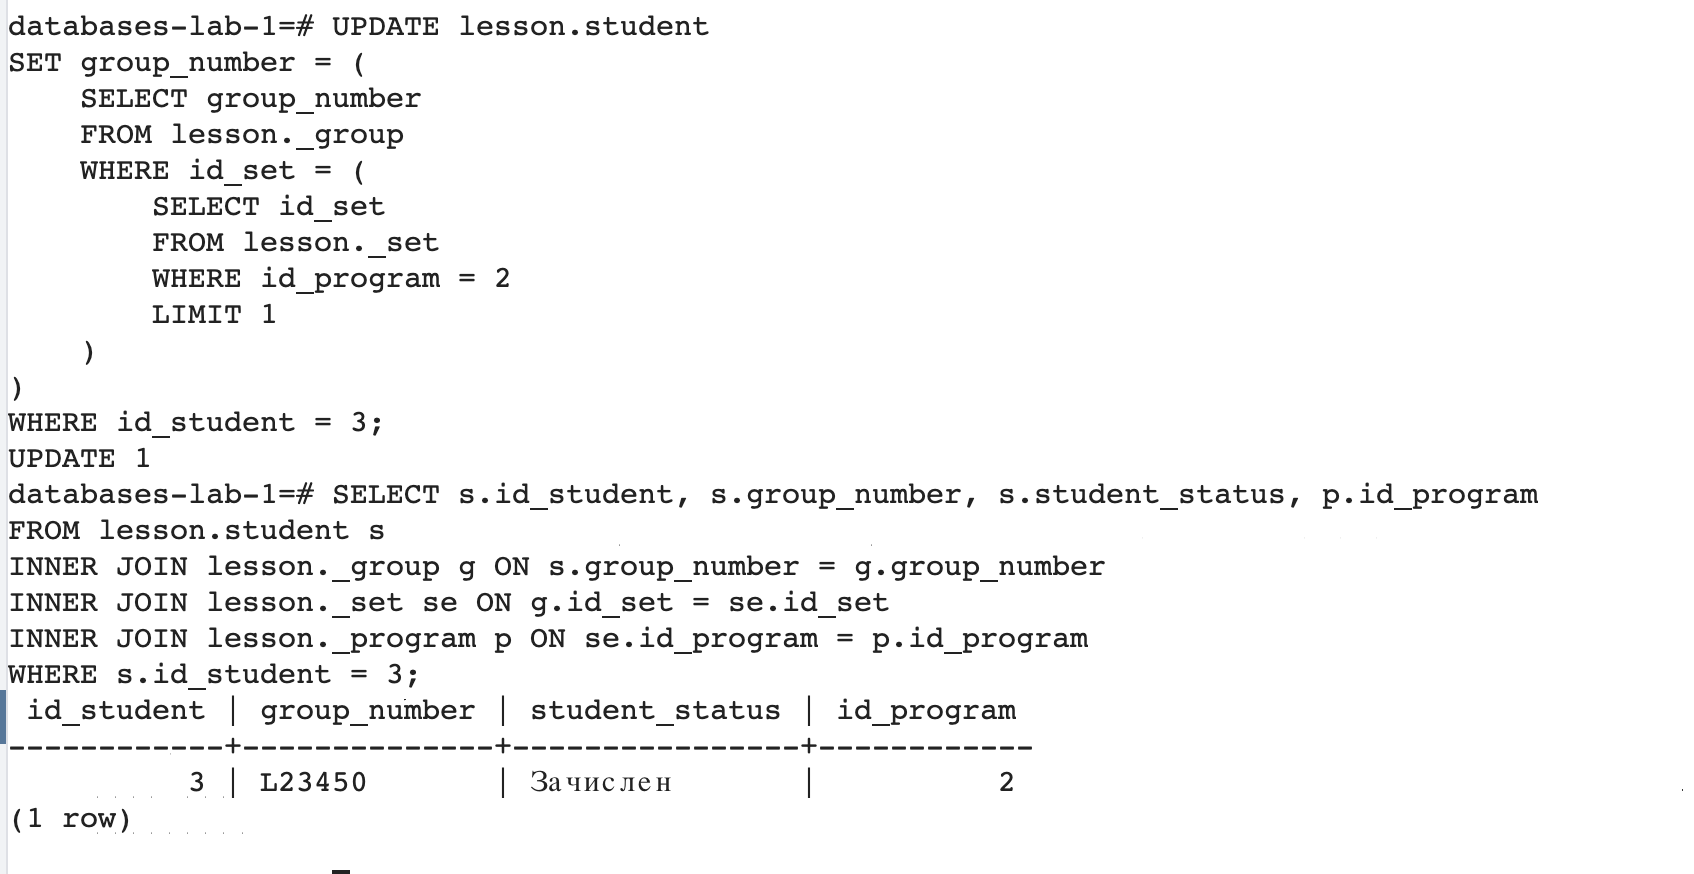 databases-lab-1=# UPDATE lesson.student
SET group_number = (
    SELECT group_number
    FROM lesson._group
    WHERE id_set = (
        SELECT id_set
        FROM lesson._set
        WHERE id_program = 2
        LIMIT 1
    )
)
WHERE id_student = 3;
UPDATE 1
databases-lab-1=# SELECT s.id_student, s.group_number, s.student_status, p.id_program
FROM lesson.student s
INNER JOIN lesson._group g ON s.group_number = g.group_number
INNER JOIN lesson._set se ON g.id_set = se.id_set
INNER JOIN lesson._program p ON se.id_program = p.id_program
WHERE s.id_student = 3;
 id_student | group_number | student_status | id_program
------------+--------------+----------------+------------
          3 | L23450       | Зачислен       |          2
(1 row)